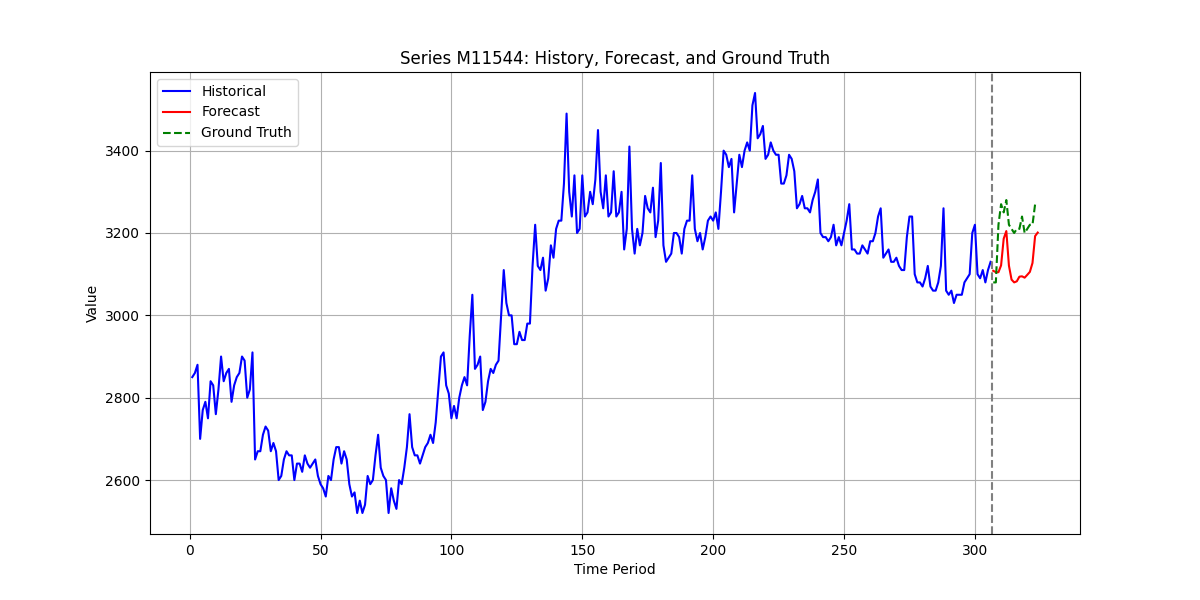 Series M11544: History, Forecast, and Ground Truth
Historical
Forecast
Ground Truth
Value
3400
3200
3000
2800
2600
0 50 100 150 200 250 300
Time Period